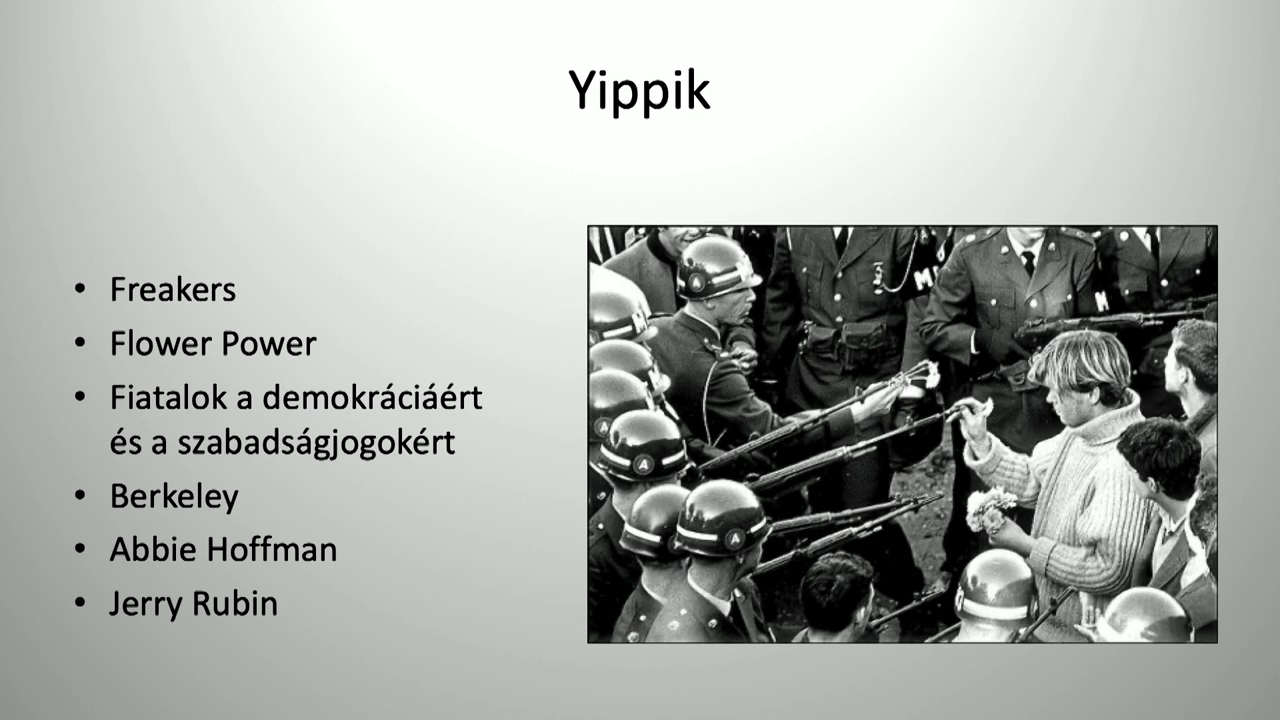 Yippik
• Freakers
• Flower Power
• Fiatalok a demokráciáért
és a szabadságjogokért
• Berkeley
• Abbie Hoffman
• Jerry Rubin